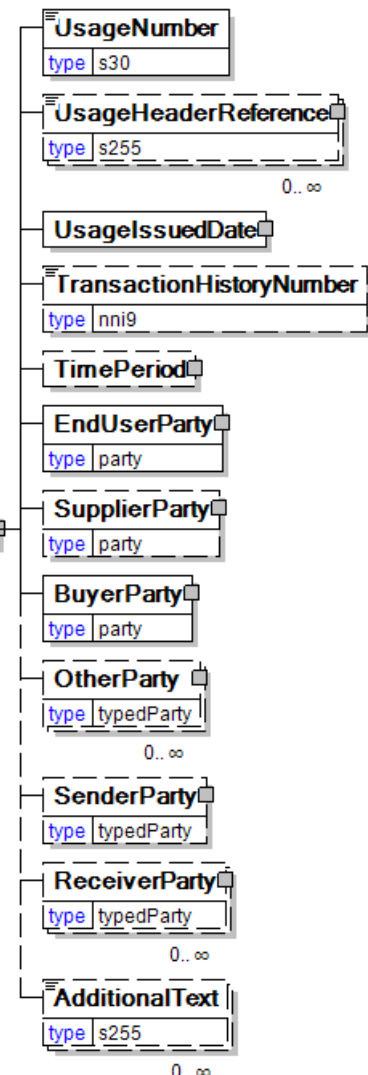 UsageNumber
type s30
UsageHeaderReference
type s255
0.. ∞
UsageIssuedDate
TransactionHistoryNumber
type nni9
TimePeriod
EndUserParty
type party
SupplierParty
type party
BuyerParty
type party
OtherParty
type typedParty
0.. ∞
SenderParty
type typedParty
ReceiverParty
type typedParty
0.. ∞
AdditionalText
type s255
0.. ∞